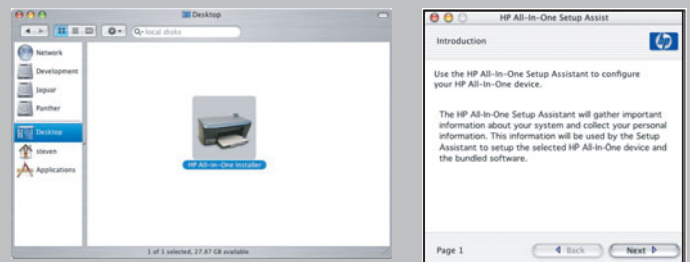 Desktop
Q- local disks
Network
Development
Jaguar
Panther
Desktop
steven
Applications
HP All-in-One Installer
1 of 1 selected, 27.87 GB available
HP All-In-One Setup Assist
Introduction
hp
Use the HP All-In-One Setup Assistant to configure
your HP All-In-One device.
The HP All-In-One Setup Assistant will gather important
information about your system and collect your personal
information. This information will be used by the Setup
Assistant to setup the selected HP All-In-One device and
the bundled software.
Page 1
Back
Next